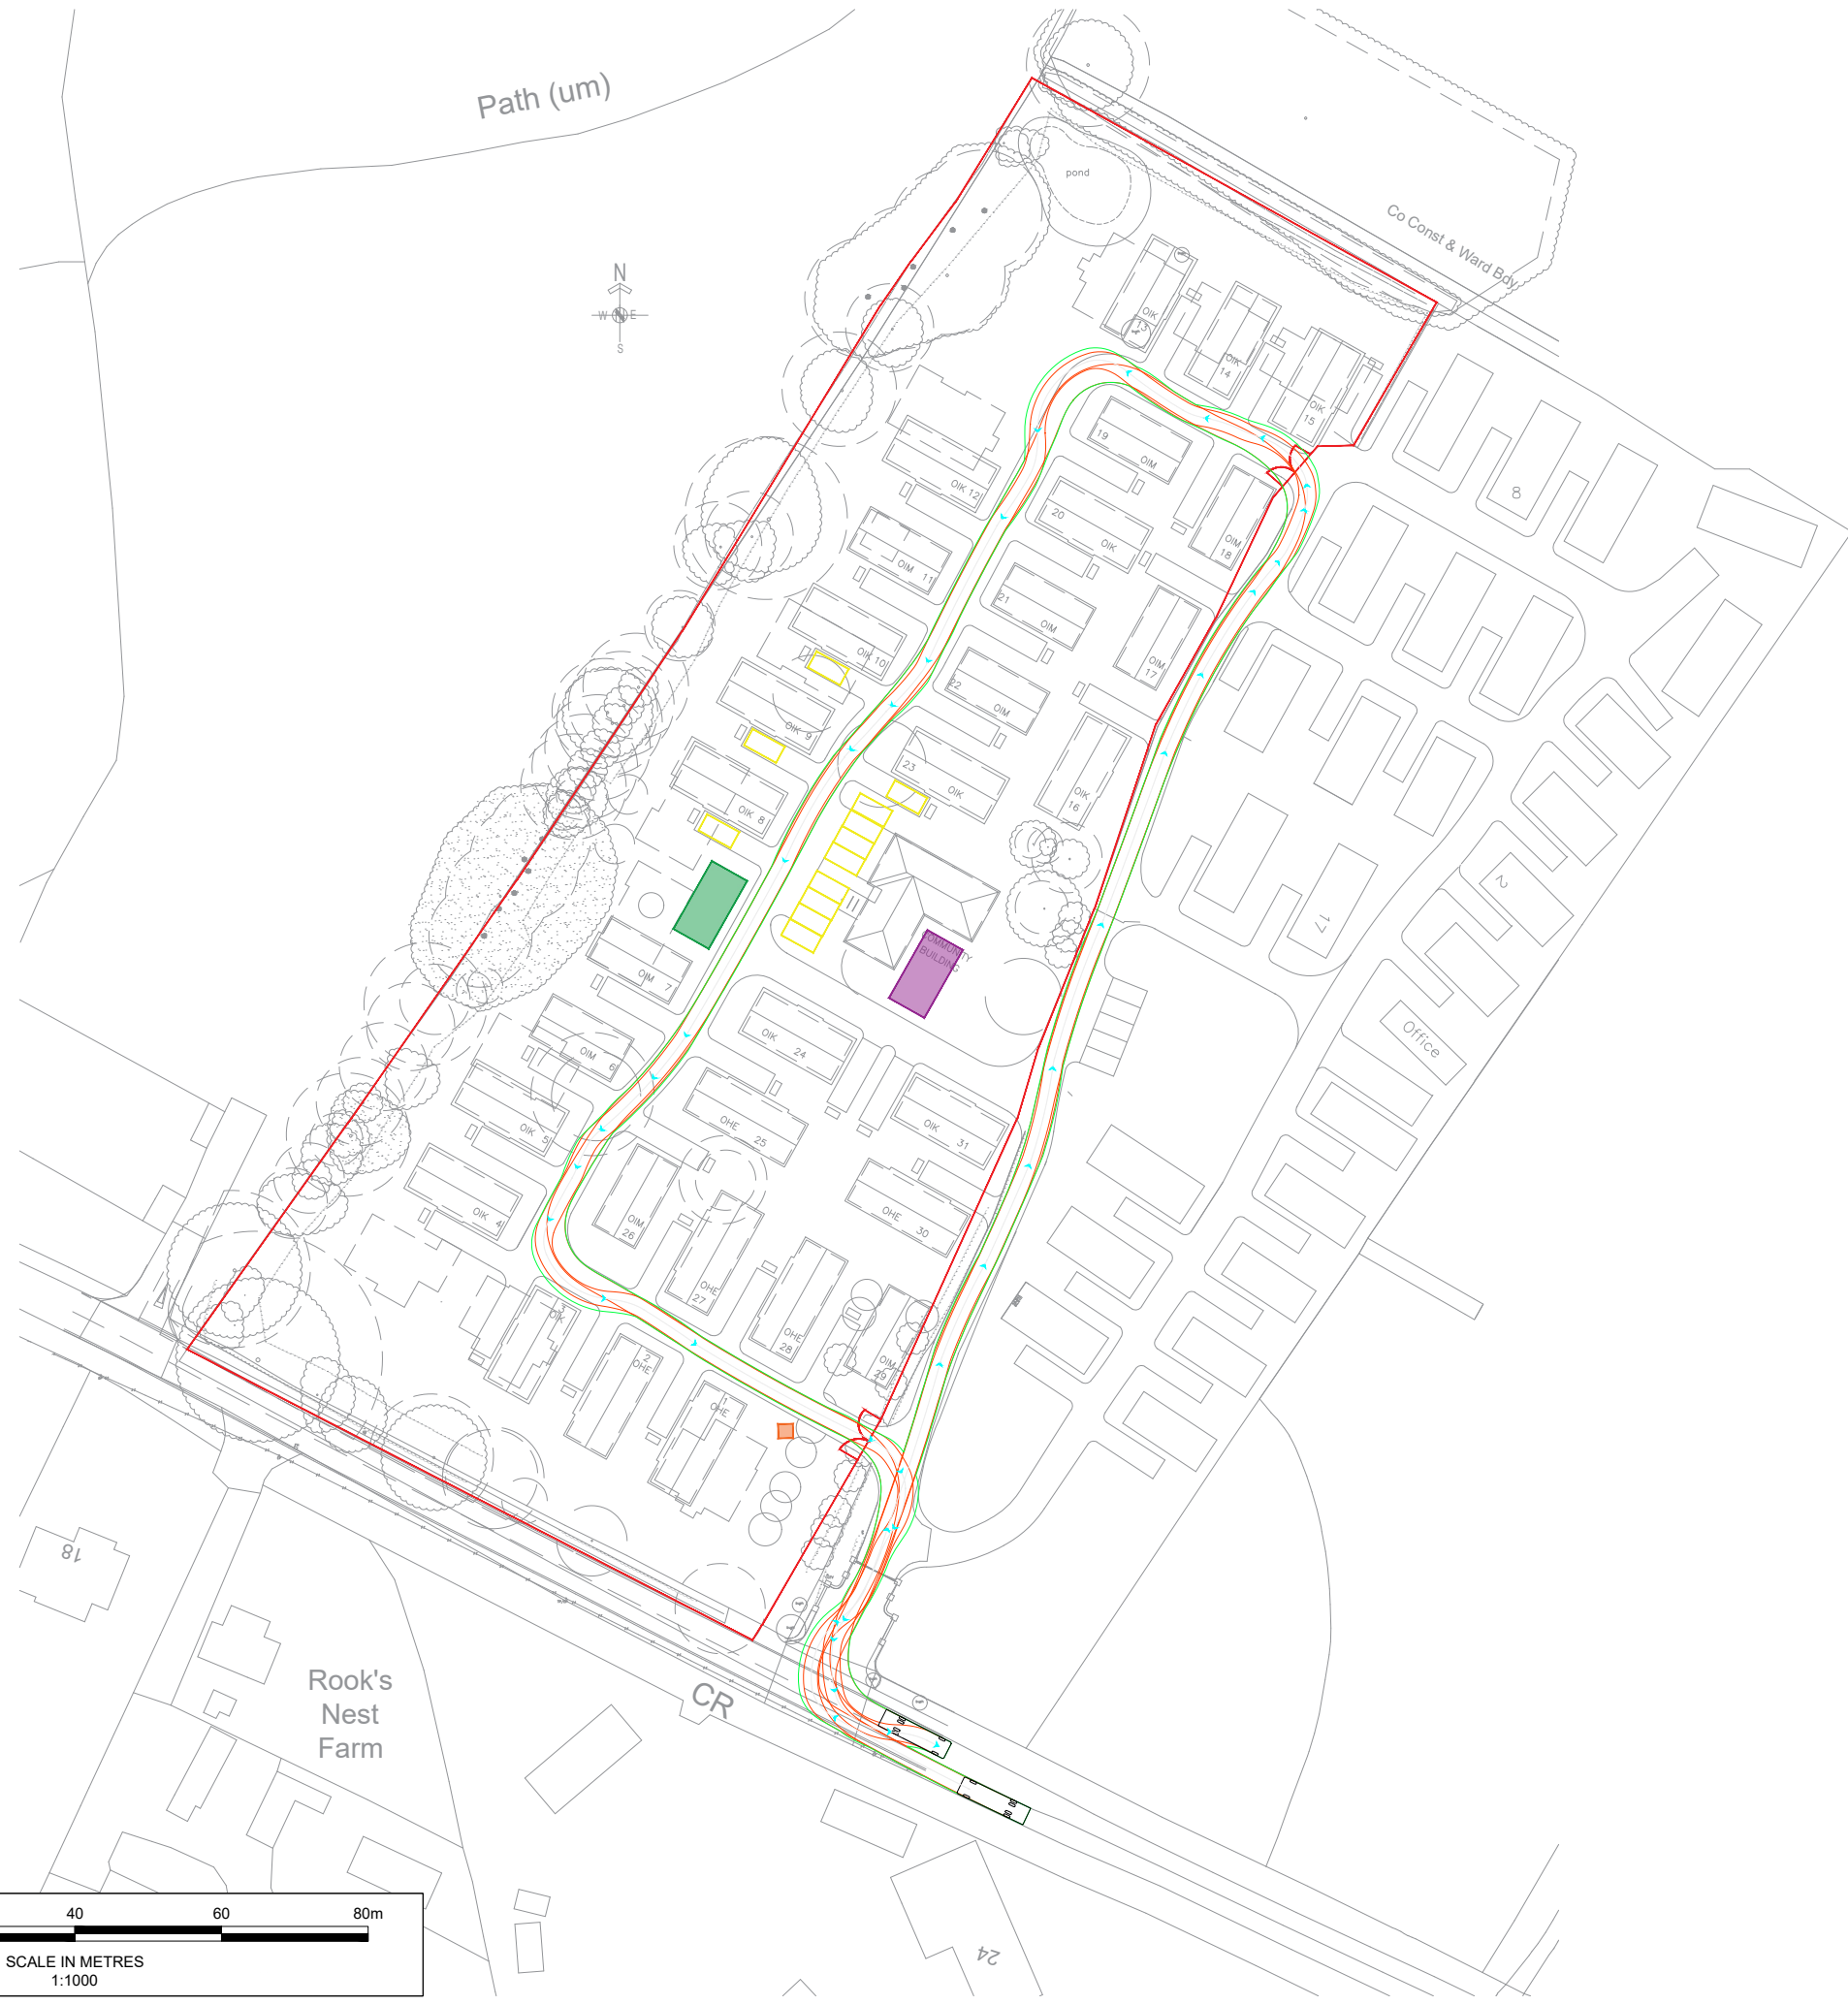 Path (um)
pond
Co Const & Ward Bdy
N
W E
S
OIK
13
OIK
14
OIK
15
19
OIM
OIK 12
20
OIK
OIM
18
8
OIM 11
21
OIM
OIK 10
OIM
17
22
OIM
OIK 9
23
OIK
OIK
16
OIK 8
2
17
COMMUNITY
BUILDING
OIM 7
OIK 24
OIM 6
Office
OIK 5
OHE 25
OIK 31
OIK 4
OIM
26
OHE 30
OHE
27
3
OIK
OHE
28
2
OHE
OIM
29
1
OHE
18
Rook's
Nest
Farm
CR
24
40 60 80m
SCALE IN METRES
1:1000